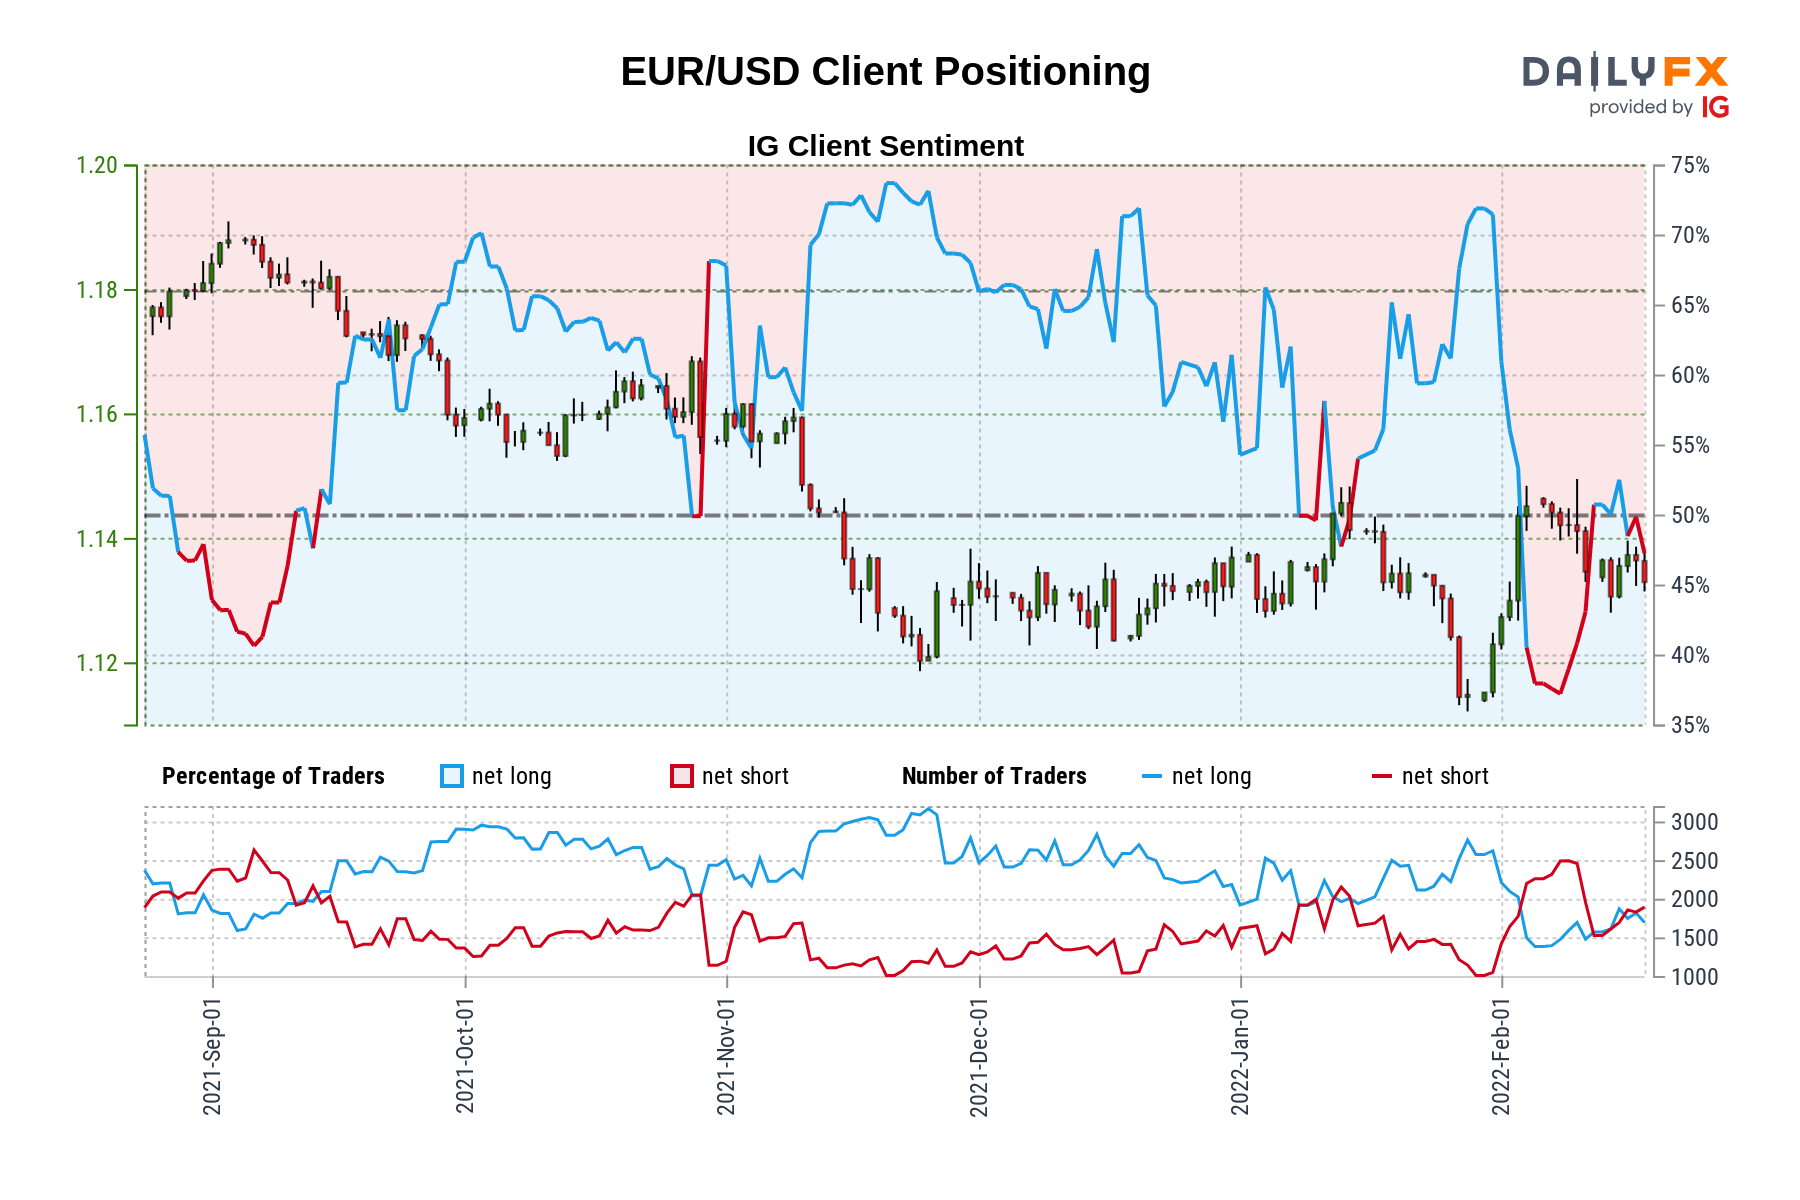 EUR/USD Client Positioning
DAILYFX
provided by IG
IG Client Sentiment
1.20
1.18
1.16
1.14
1.12
75%
70%
65%
60%
55%
50%
45%
40%
35%
Percentage of Traders net long net short Number of Traders net long net short
3000
2500
2000
1500
1000
2021-Sep-01
2021-Oct-01
2021-Nov-01
2021-Dec-01
2022-Jan-01
2022-Feb-01